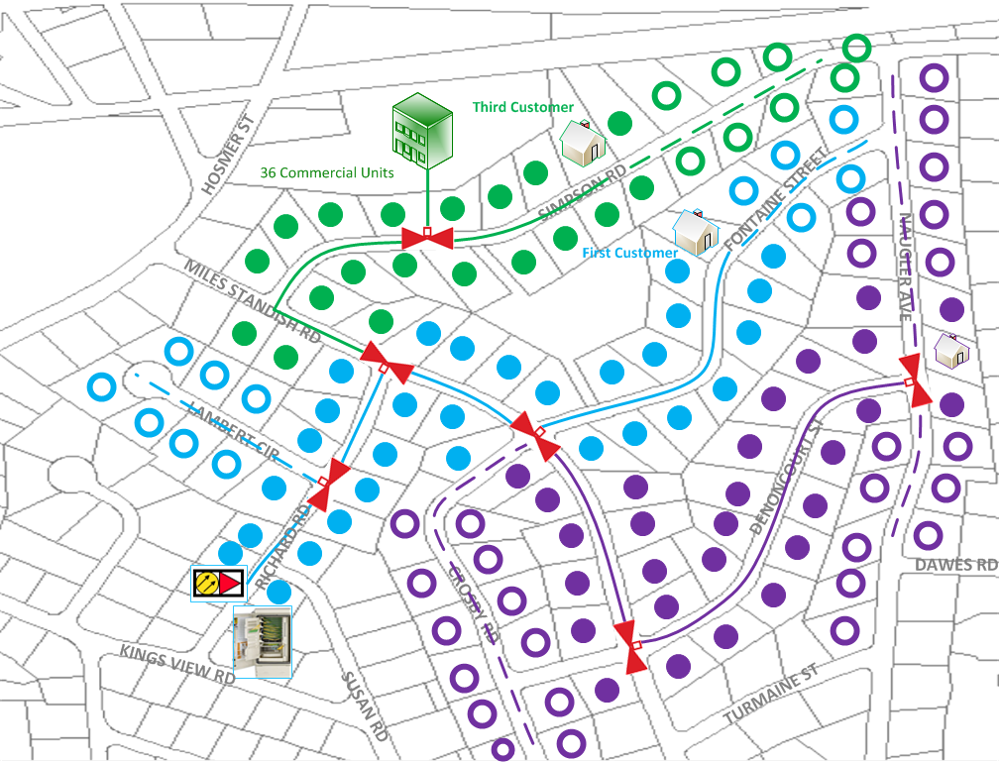 Third Customer
HOSMER ST
36 Commercial Units
SIMPSON RD
FONTAINE STREET
First Customer
NAUGLER AVE
MILES STANDISH RD
LAMBERT CIR
DENONCOURT ST
RICHARD RD
CROSBY RD
DAWES RD
KINGS VIEW RD
SUSAN RD
TURMAINE ST